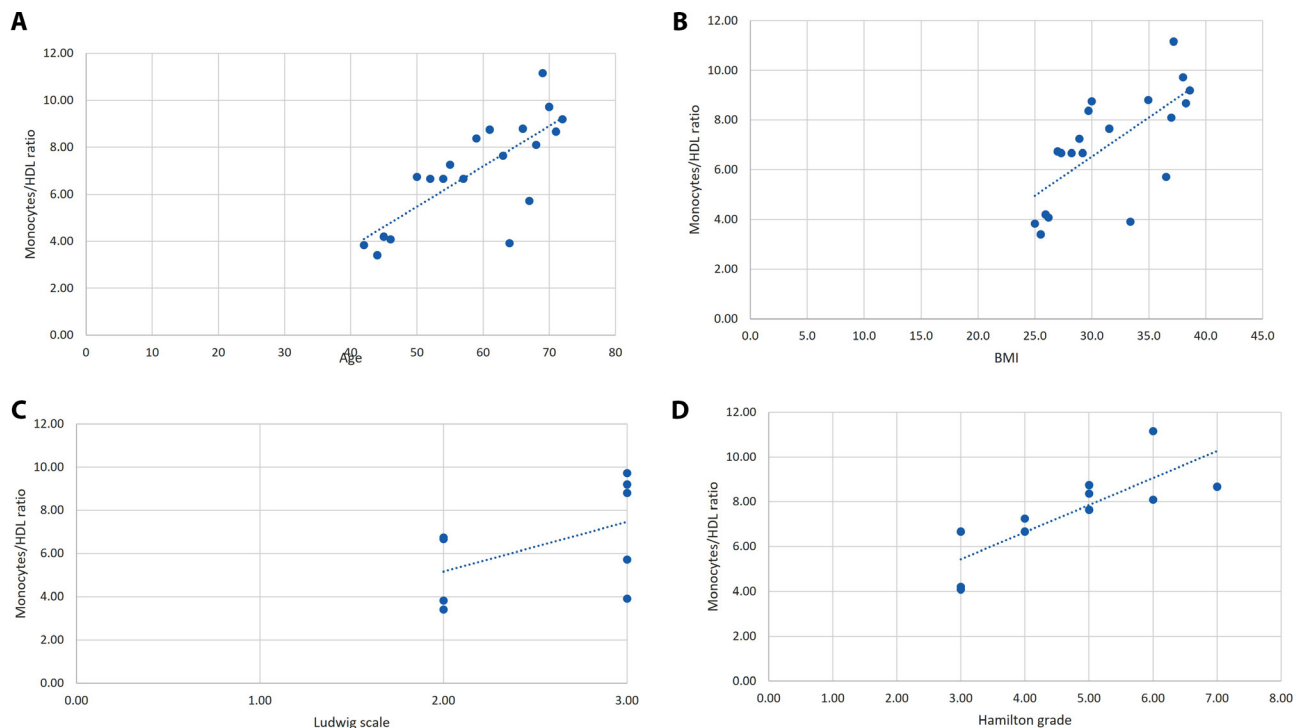 A
Monocytes/HDL ratio
12.00
10.00
8.00
6.00
4.00
2.00
0.00
0 10 20 30 40 50 60 70 80
Age
B
Monocytes/HDL ratio
12.00
10.00
8.00
6.00
4.00
2.00
0.00
0.0 5.0 10.0 15.0 20.0 25.0 30.0 35.0 40.0 45.0
BMI
C
Monocytes/HDL ratio
12.00
10.00
8.00
6.00
4.00
2.00
0.00
0.00 1.00 2.00 3.00
Ludwig scale
D
Monocytes/HDL ratio
12.00
10.00
8.00
6.00
4.00
2.00
0.00
0.00 1.00 2.00 3.00 4.00 5.00 6.00 7.00 8.00
Hamilton grade